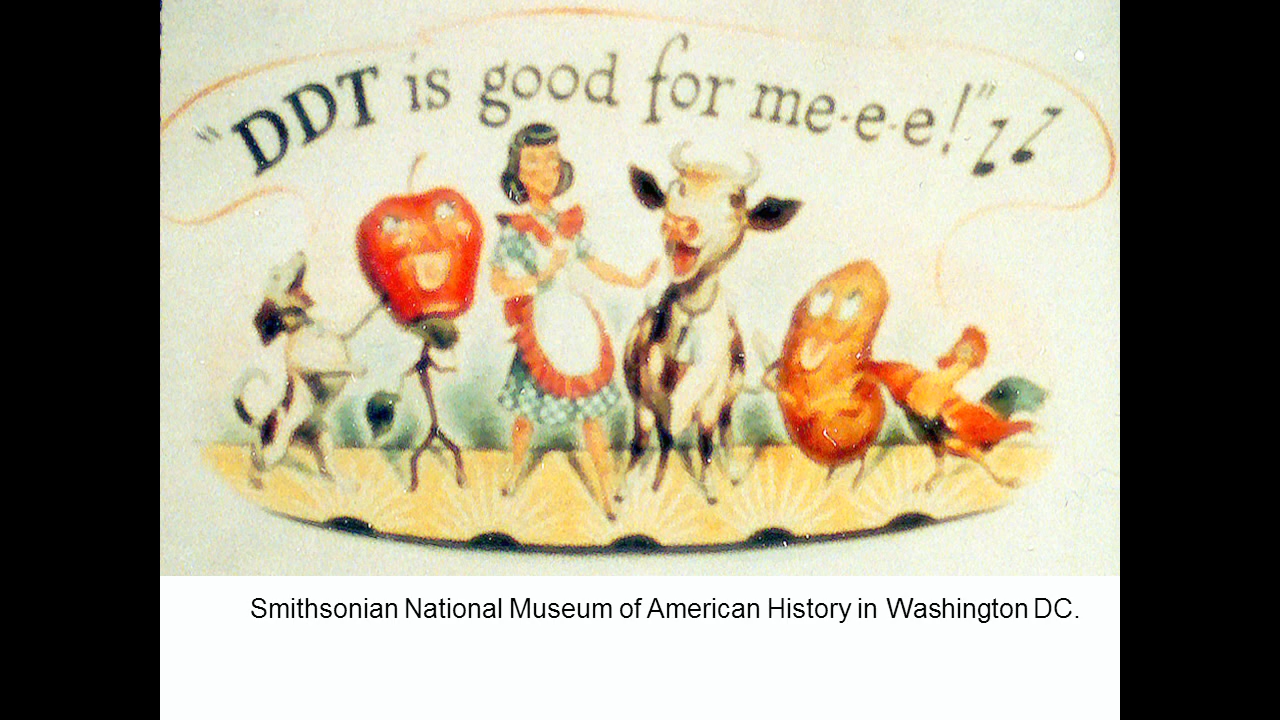 "DDT is good for me-e-e!"
Smithsonian National Museum of American History in Washington DC.